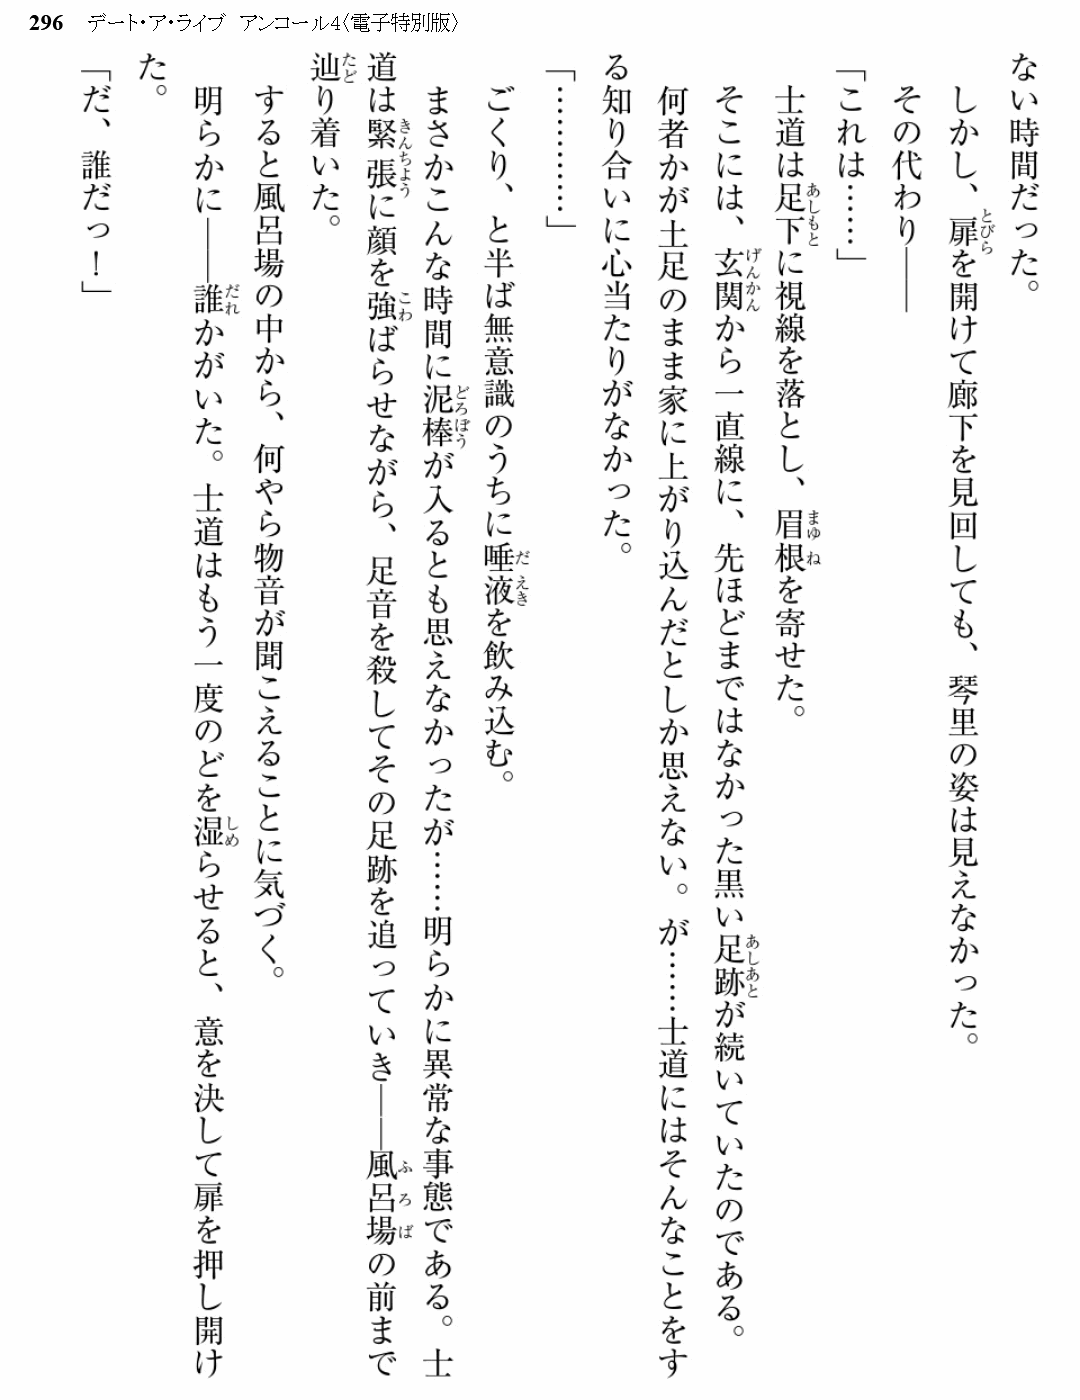 296 デート・ア・ライブ アンコール4〈電子特別版〉
ない時間だった。
しかし、扉を開けて廊下を見回しても、琴里の姿は見えなかった。
その代わり――
「これは……」
士道は足下に視線を落とし、眉根を寄せた。
そこには、玄関から一直線に、先ほどまではなかった黒い足跡が続いていたのである。
何者かが土足のまま家に上がり込んだとしか思えない。が……士道にはそんなことをす
る知り合いに心当たりがなかった。
「…………」
ごくり、と半ば無意識のうちに唾液を飲み込む。
まさかこんな時間に泥棒が入るとも思えなかったが……明らかに異常な事態である。士
道は緊張に顔を強ばらせながら、足音を殺してその足跡を追っていき――風呂場の前まで
辿り着いた。
すると風呂場の中から、何やら物音が聞こえることに気づく。
明らかに――誰かがいた。士道はもう一度のどを湿らせると、意を決して扉を押し開け
た。
「だ、誰だっ！」